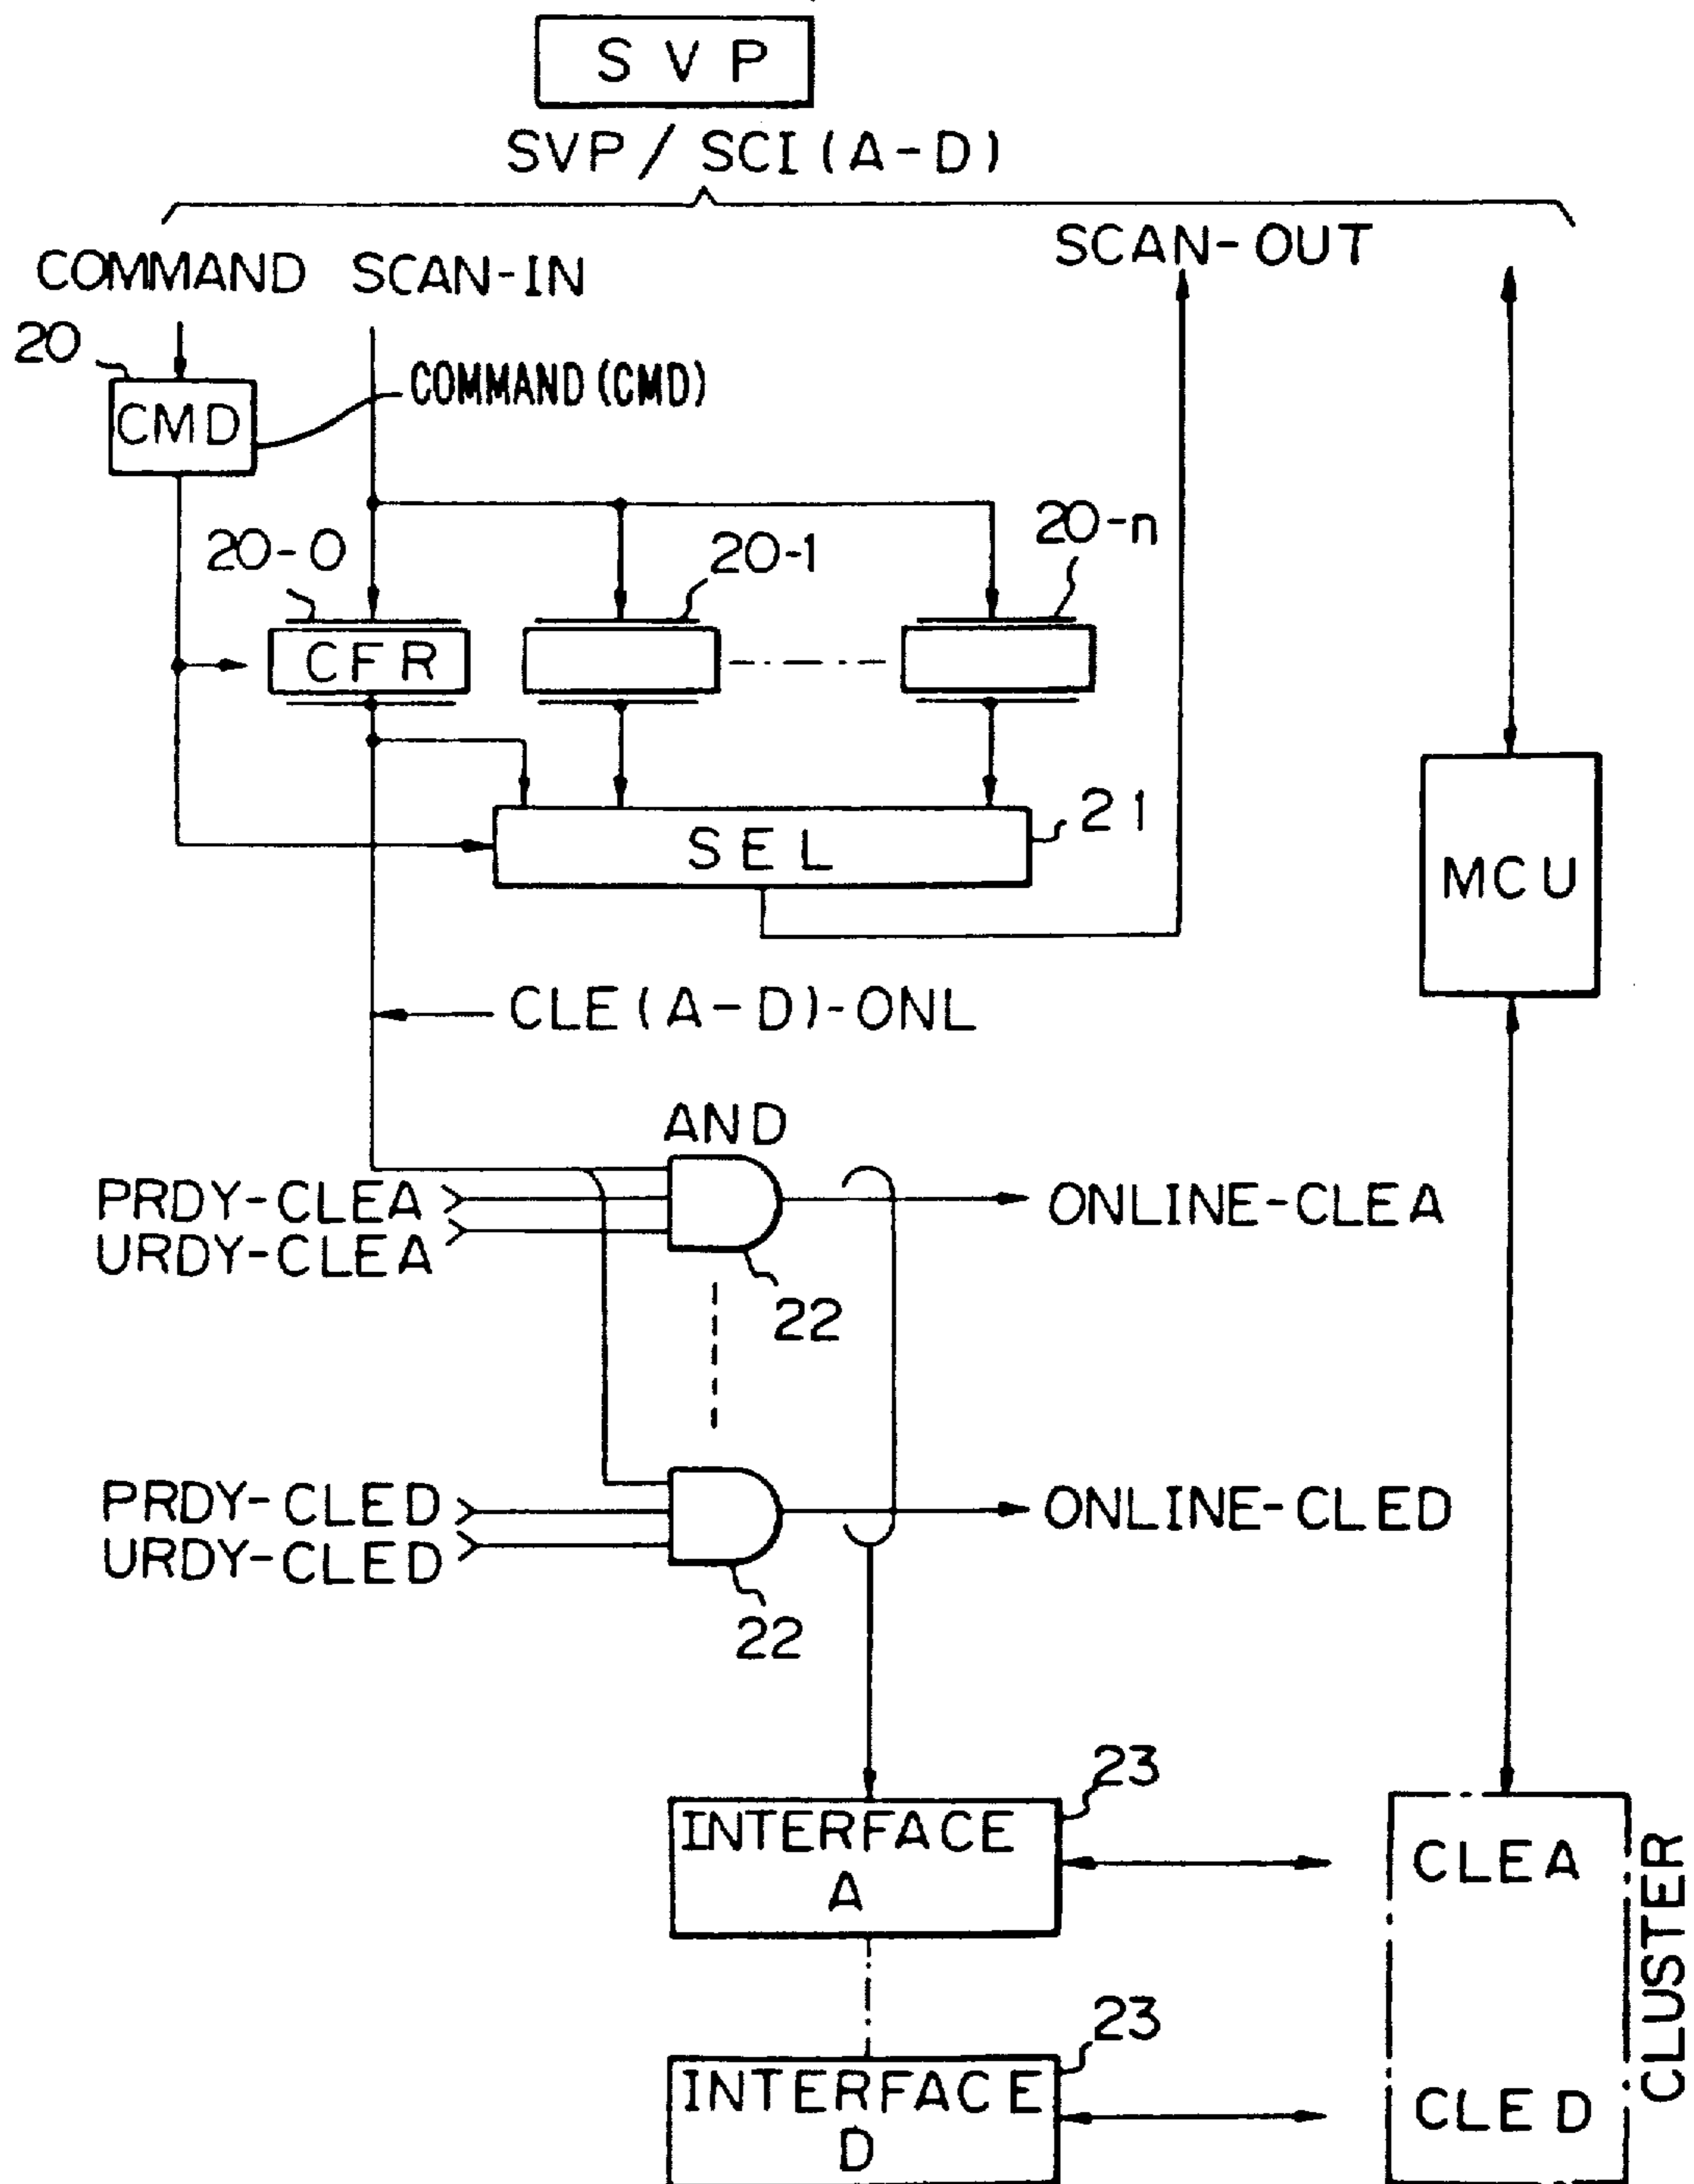 SVP
SVP/SCI(A-D)
COMMAND SCAN-IN
SCAN-OUT
20
CMD
COMMAND(CMD)
20-0
20-1
20-n
CFR
21
SEL
MCU
CLE(A-D)-ONL
AND
PRDY-CLEA
URDY-CLEA
ONLINE-CLEA
22
PRDY-CLED
URDY-CLED
ONLINE-CLED
22
23
INTERFACE
A
CLEA
CLUSTER
23
INTERFACE
D
CLED